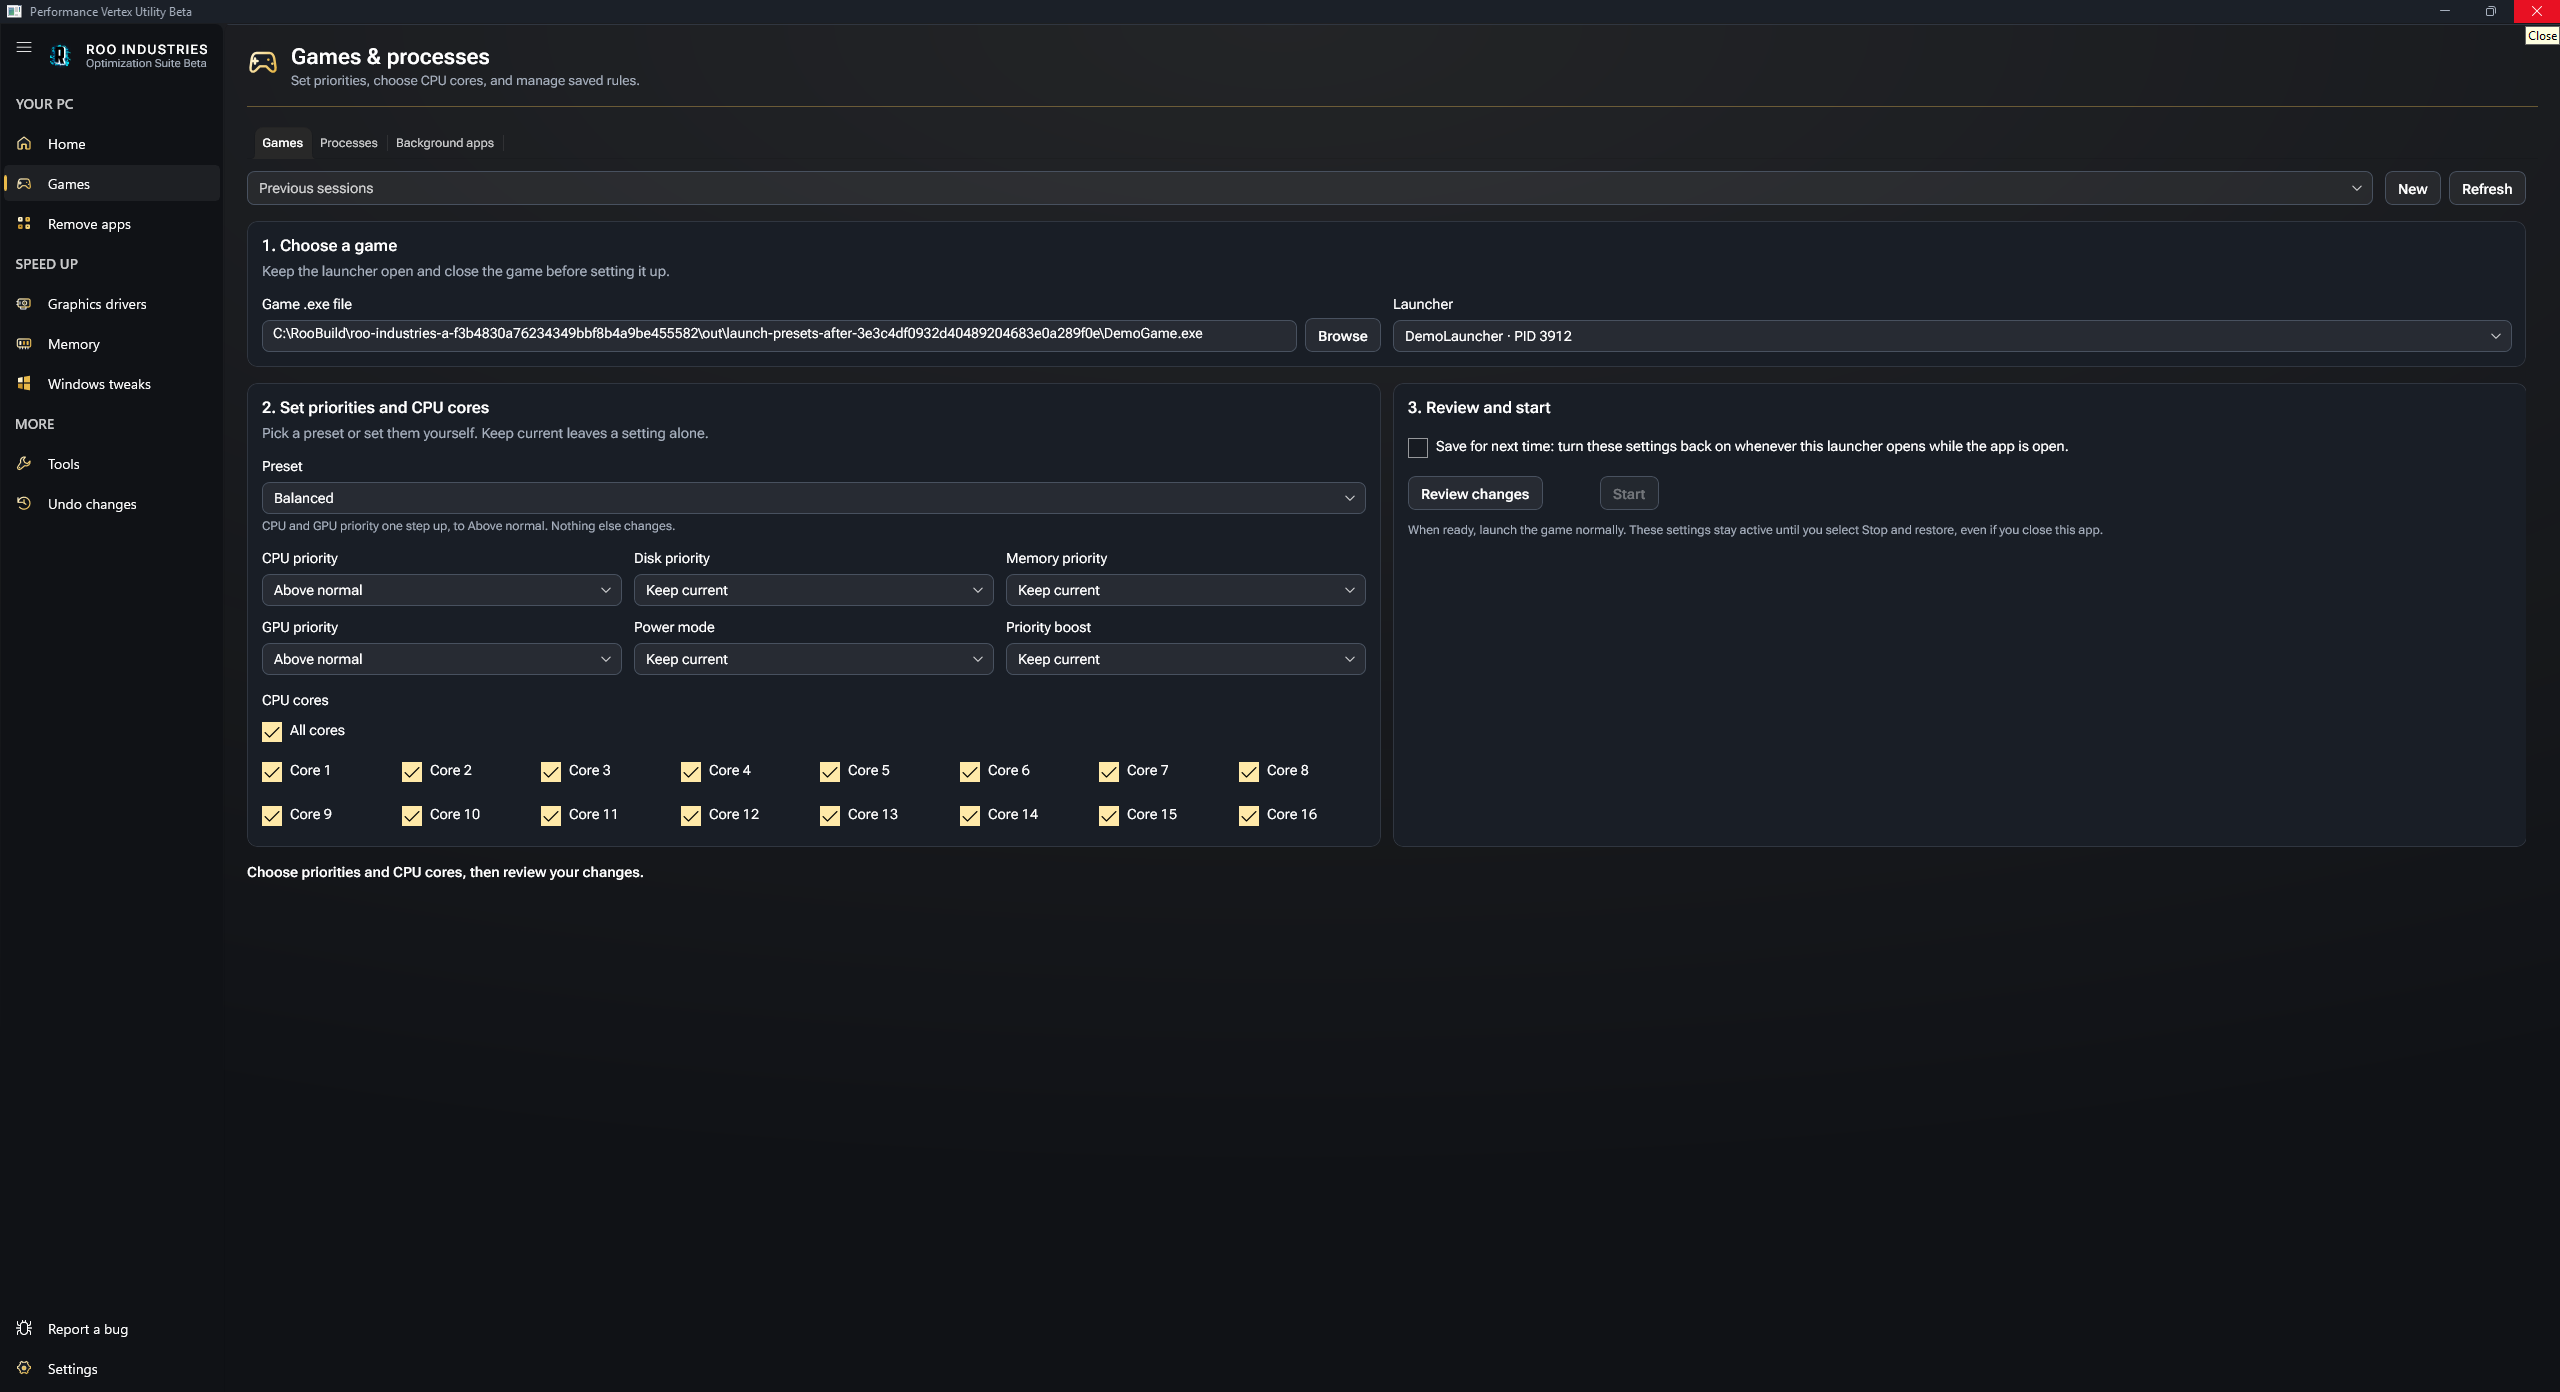 Performance Vertex Utility Beta
Close
ROO INDUSTRIES
Optimization Suite Beta
YOUR PC
Home
Games
Remove apps
SPEED UP
Graphics drivers
Memory
Windows tweaks
MORE
Tools
Undo changes
Report a bug
Settings
Games & processes
Set priorities, choose CPU cores, and manage saved rules.
Games Processes Background apps
Previous sessions New Refresh
1. Choose a game
Keep the launcher open and close the game before setting it up.
Game .exe file Launcher
C:\RooBuild\roo-industries-a-f3b4830a76234349bbf8b4a9be455582\out\launch-presets-after-3e3c4df0932d40489204683e0a289f0e\DemoGame.exe Browse DemoLauncher · PID 3912
2. Set priorities and CPU cores
Pick a preset or set them yourself. Keep current leaves a setting alone.
Preset
Balanced
CPU and GPU priority one step up, to Above normal. Nothing else changes.
CPU priority Disk priority Memory priority
Above normal Keep current Keep current
GPU priority Power mode Priority boost
Above normal Keep current Keep current
CPU cores
All cores
Core 1 Core 2 Core 3 Core 4 Core 5 Core 6 Core 7 Core 8
Core 9 Core 10 Core 11 Core 12 Core 13 Core 14 Core 15 Core 16
3. Review and start
Save for next time: turn these settings back on whenever this launcher opens while the app is open.
Review changes Start
When ready, launch the game normally. These settings stay active until you select Stop and restore, even if you close this app.
Choose priorities and CPU cores, then review your changes.